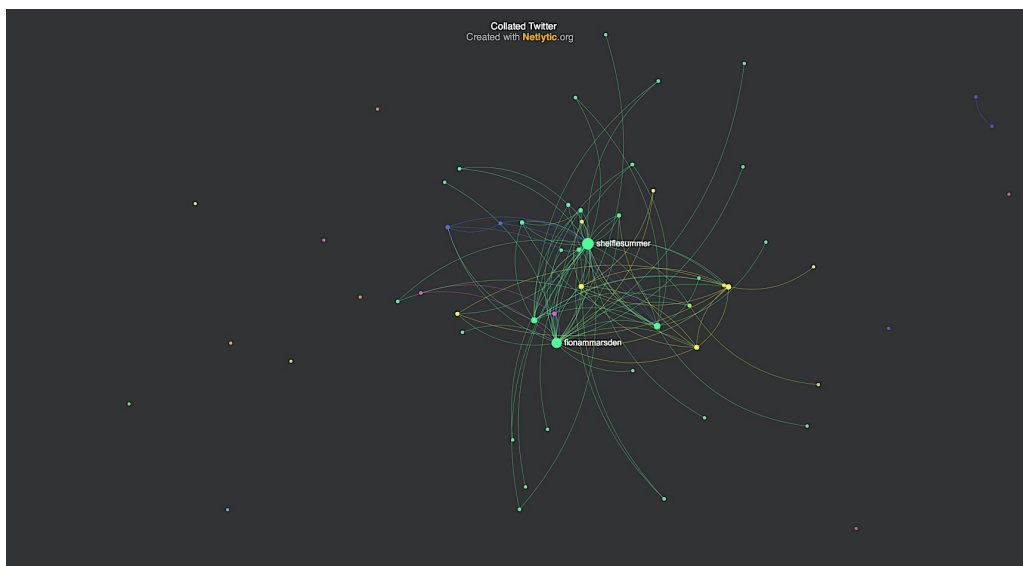 Collated Twitter
Created with Netlytic.org
shelfiesummer
fionammarsden